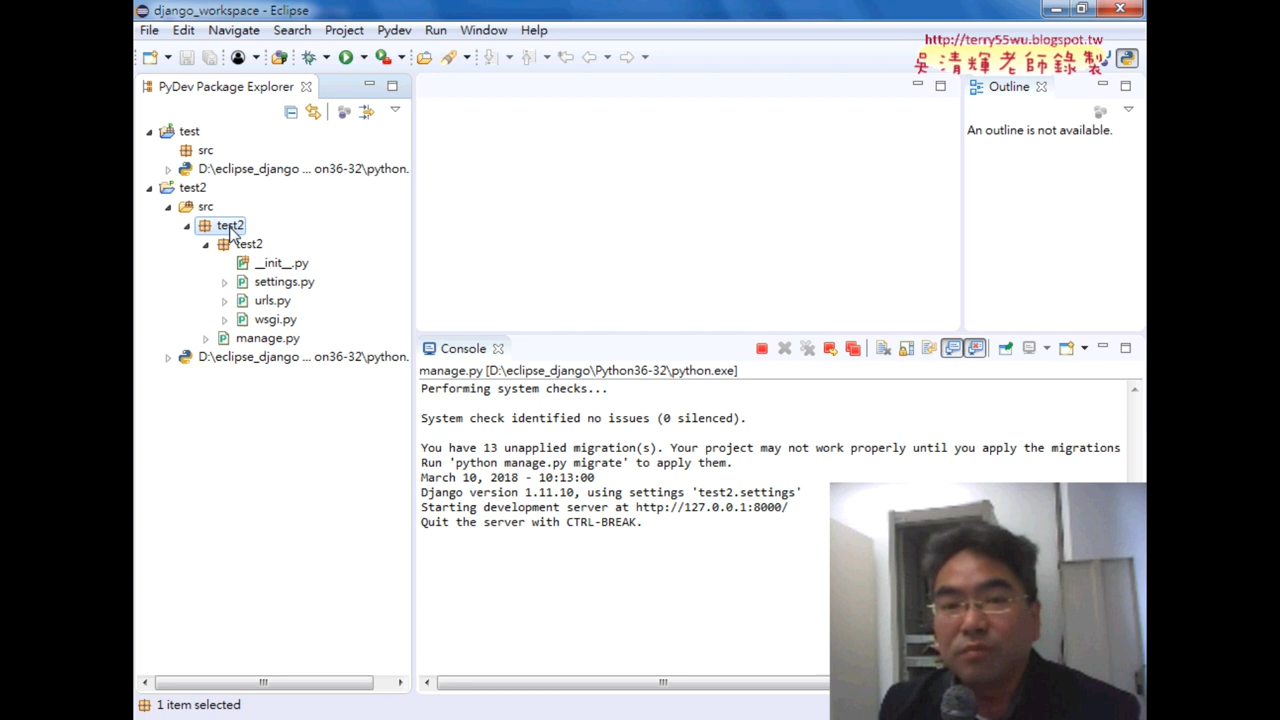 django_workspace - Eclipse
File Edit Navigate Search Project Pydev Run Window Help
http://terry55wu.blogspot.tw
吳清輝老師錄製
PyDev Package Explorer
Outline
An outline is not available.
test
src
D:\eclipse_django ... on36-32\python.
test2
src
test2
test2
__init__.py
settings.py
urls.py
wsgi.py
manage.py
D:\eclipse_django ... on36-32\python.
Console
manage.py [D:\eclipse_django\Python36-32\python.exe]
Performing system checks...
System check identified no issues (0 silenced).
You have 13 unapplied migration(s). Your project may not work properly until you apply the migrations
Run 'python manage.py migrate' to apply them.
March 10, 2018 - 10:13:00
Django version 1.11.10, using settings 'test2.settings'
Starting development server at http://127.0.0.1:8000/
Quit the server with CTRL-BREAK.
1 item selected